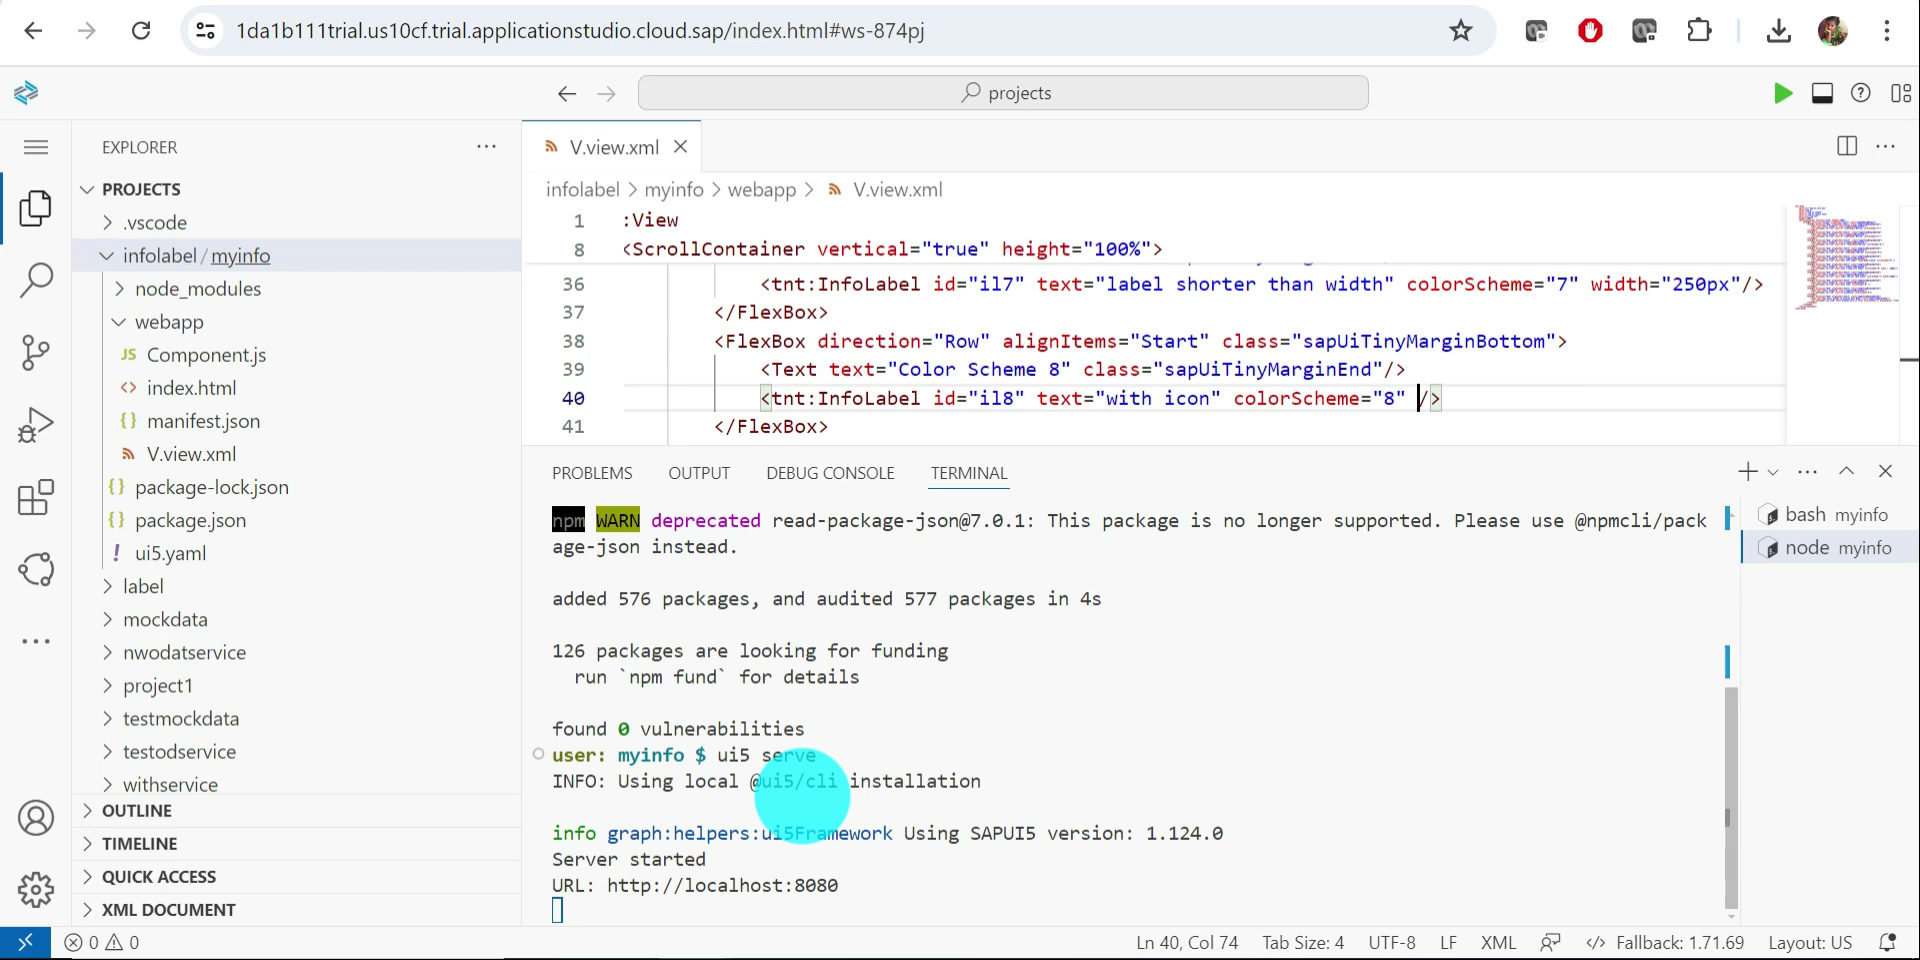 1da1b111trial.us10cf.trial.applicationstudio.cloud.sap/index.html#ws-874pj
projects
EXPLORER
PROJECTS
.vscode
infolabel / myinfo
node_modules
webapp
JS Component.js
<> index.html
{} manifest.json
V.view.xml
{} package-lock.json
{} package.json
! ui5.yaml
label
mockdata
nwodatservice
project1
testmockdata
testodservice
withservice
OUTLINE
TIMELINE
QUICK ACCESS
XML DOCUMENT
V.view.xml
infolabel > myinfo > webapp > V.view.xml
1 :View
8 <ScrollContainer vertical="true" height="100%">
36 <tnt:InfoLabel id="il7" text="label shorter than width" colorScheme="7" width="250px"/>
37 </FlexBox>
38 <FlexBox direction="Row" alignItems="Start" class="sapUiTinyMarginBottom">
39 <Text text="Color Scheme 8" class="sapUiTinyMarginEnd"/>
40 <tnt:InfoLabel id="il8" text="with icon" colorScheme="8" />
41 </FlexBox>
PROBLEMS OUTPUT DEBUG CONSOLE TERMINAL
npm WARN deprecated read-package-json@7.0.1: This package is no longer supported. Please use @npmcli/pack
age-json instead.
added 576 packages, and audited 577 packages in 4s
126 packages are looking for funding
run `npm fund` for details
found 0 vulnerabilities
user: myinfo $ ui5 serve
INFO: Using local @ui5/cli installation
info graph:helpers:ui5Framework Using SAPUI5 version: 1.124.0
Server started
URL: http://localhost:8080
bash myinfo
node myinfo
0 0
Ln 40, Col 74 Tab Size: 4 UTF-8 LF XML </> Fallback: 1.71.69 Layout: US